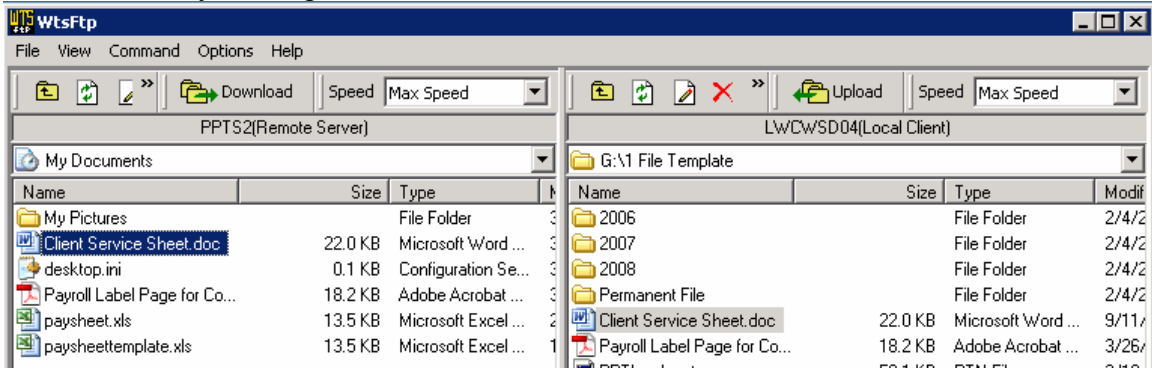 WTS
FTP
WtsFtp
File View Command Options Help
» Download Speed Max Speed
» Upload Speed Max Speed
PPTS2(Remote Server)
LWCWSD04(Local Client)
My Documents
G:\1 File Template
Name Size Type
My Pictures File Folder
Client Service Sheet.doc 22.0 KB Microsoft Word ...
desktop.ini 0.1 KB Configuration Se...
Payroll Label Page for Co... 18.2 KB Adobe Acrobat ...
paysheet.xls 13.5 KB Microsoft Excel ...
paysheettemplate.xls 13.5 KB Microsoft Excel ...
Name Size Type Modif
2006 File Folder 2/4/2
2007 File Folder 2/4/2
2008 File Folder 2/4/2
Permanent File File Folder 2/4/2
Client Service Sheet.doc 22.0 KB Microsoft Word ... 9/11/
Payroll Label Page for Co... 18.2 KB Adobe Acrobat ... 3/26/